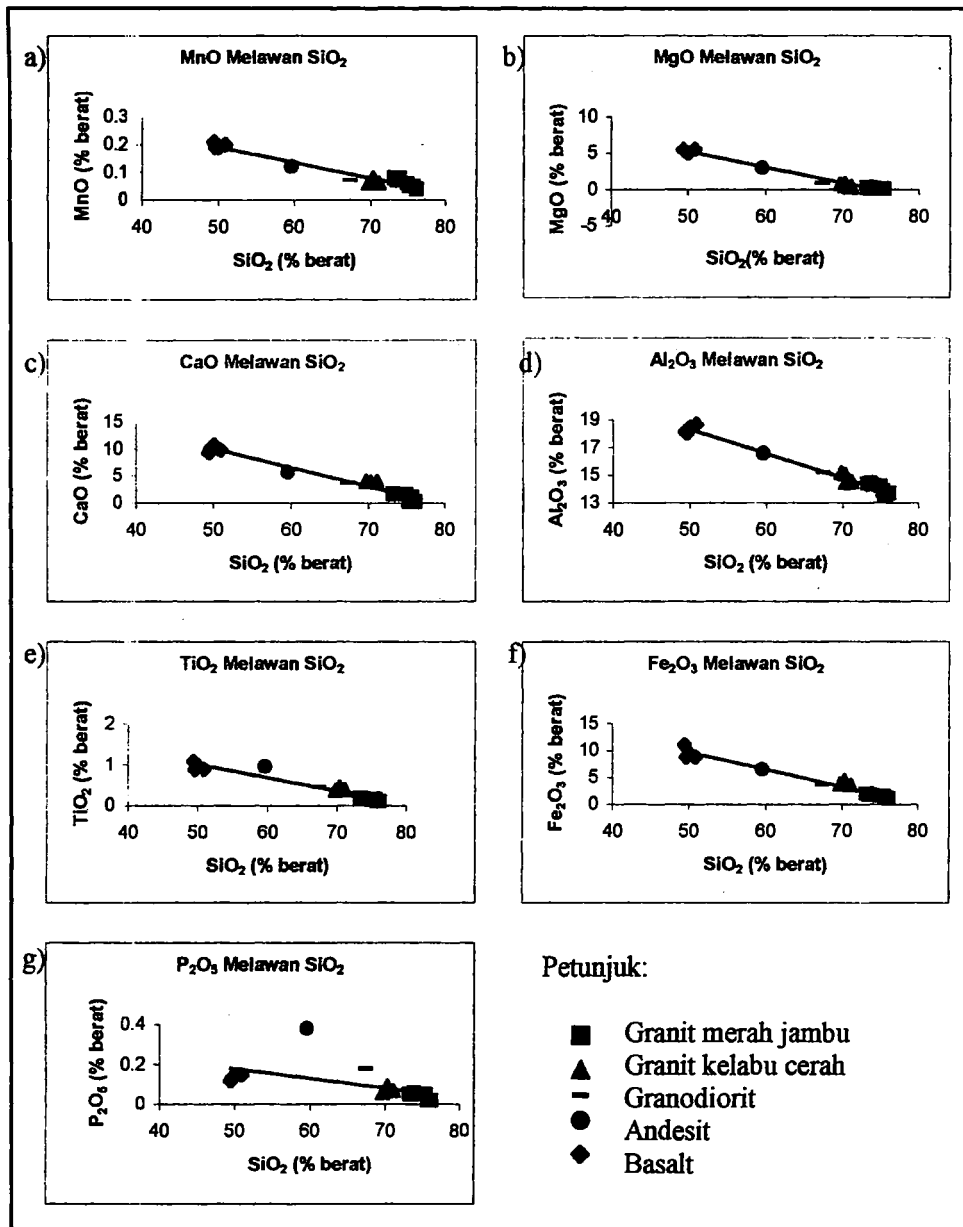 a)
MnO Melawan SiO₂
MnO (% berat)
0.3
0.2
0.1
0
40 50 60 70 80
SiO₂ (% berat)
b)
MgO Melawan SiO₂
MgO (% berat)
10
5
0
-5
40 50 60 70 80
SiO₂(% berat)
c)
CaO Melawan SiO₂
CaO (% berat)
15
10
5
0
40 50 60 70 80
SiO₂ (% berat)
d)
Al₂O₃ Melawan SiO₂
Al₂O₃ (% berat)
19
17
15
13
40 50 60 70 80
SiO₂ (% berat)
e)
TiO₂ Melawan SiO₂
TiO₂ (% berat)
2
1
0
40 50 60 70 80
SiO₂ (% berat)
f)
Fe₂O₃ Melawan SiO₂
Fe₂O₃ (% berat)
15
10
5
0
40 50 60 70 80
SiO₂ (% berat)
g)
P₂O₅ Melawan SiO₂
P₂O₅ (% berat)
0.4
0.2
0
40 50 60 70 80
SiO₂ (% berat)
Petunjuk:
Granit merah jambu
Granit kelabu cerah
Granodiorit
Andesit
Basalt